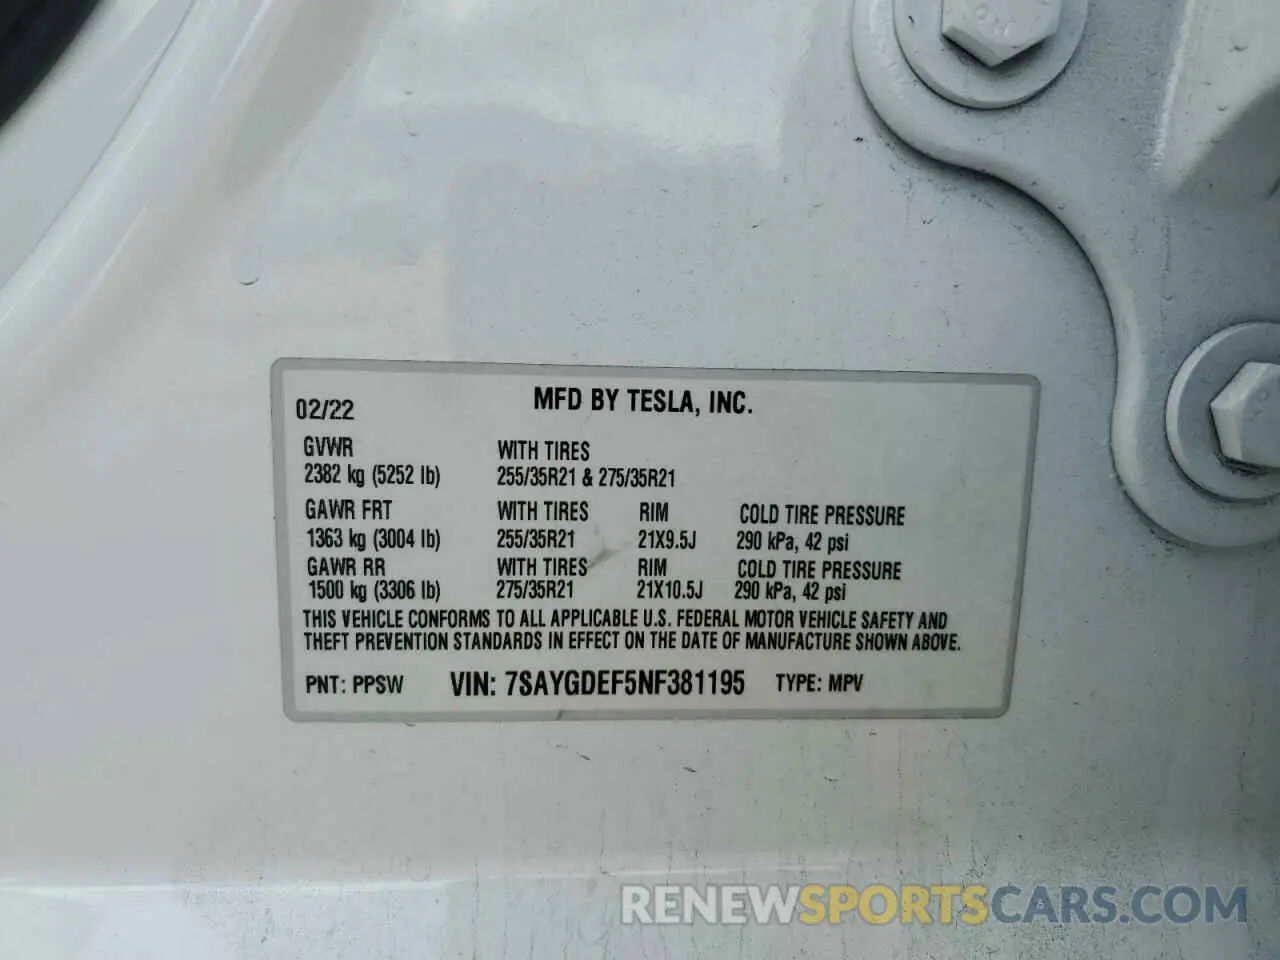 02/22 MFD BY TESLA, INC.
GVWR WITH TIRES
2382 kg (5252 lb) 255/35R21 & 275/35R21
GAWR FRT WITH TIRES RIM COLD TIRE PRESSURE
1363 kg (3004 lb) 255/35R21 21X9.5J 290 kPa, 42 psi
GAWR RR WITH TIRES RIM COLD TIRE PRESSURE
1500 kg (3306 lb) 275/35R21 21X10.5J 290 kPa, 42 psi
THIS VEHICLE CONFORMS TO ALL APPLICABLE U.S. FEDERAL MOTOR VEHICLE SAFETY AND
THEFT PREVENTION STANDARDS IN EFFECT ON THE DATE OF MANUFACTURE SHOWN ABOVE.
PNT: PPSW VIN: 7SAYGDEF5NF381195 TYPE: MPV
RENEWSPORTSCARS.COM